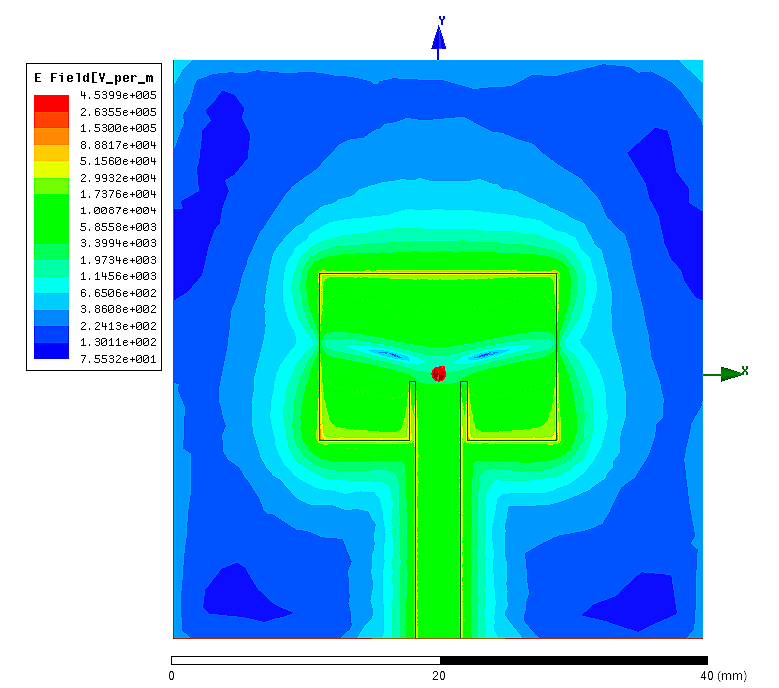 Y
E Field[V_per_m
4.5399e+005
2.6355e+005
1.5300e+005
8.8817e+004
5.1560e+004
2.9932e+004
1.7376e+004
1.0087e+004
5.8558e+003
3.3994e+003
1.9734e+003
1.1456e+003
6.6506e+002
3.8608e+002
2.2413e+002
1.3011e+002
7.5532e+001
X
0 20 40 (mm)